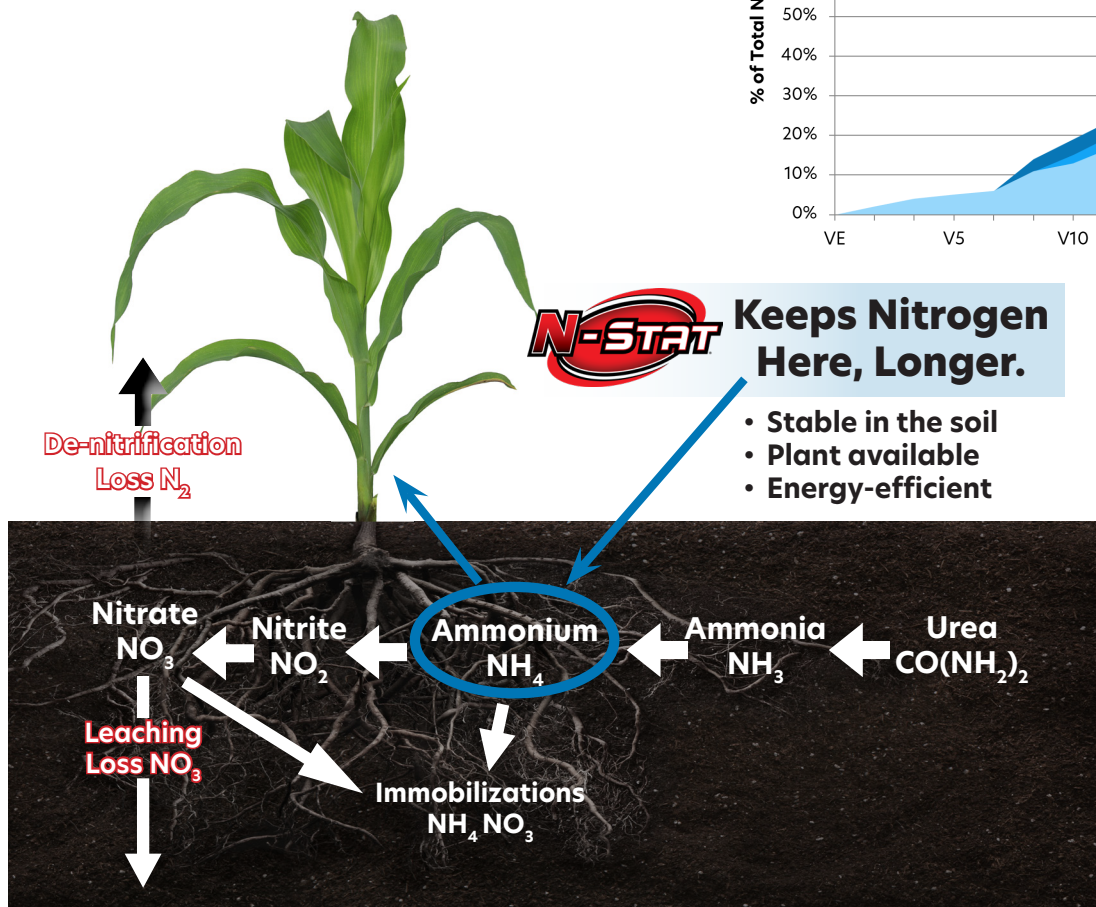 % of Total N
50%
40%
30%
20%
10%
0%
VE V5 V10
N-STAT
Keeps Nitrogen
Here, Longer.
• Stable in the soil
• Plant available
• Energy-efficient
De-nitrification
Loss N₂
Nitrate
NO₃
Nitrite
NO₂
Ammonium
NH₄
Ammonia
NH₃
Urea
CO(NH₂)₂
Leaching
Loss NO₃
Immobilizations
NH₄ NO₃